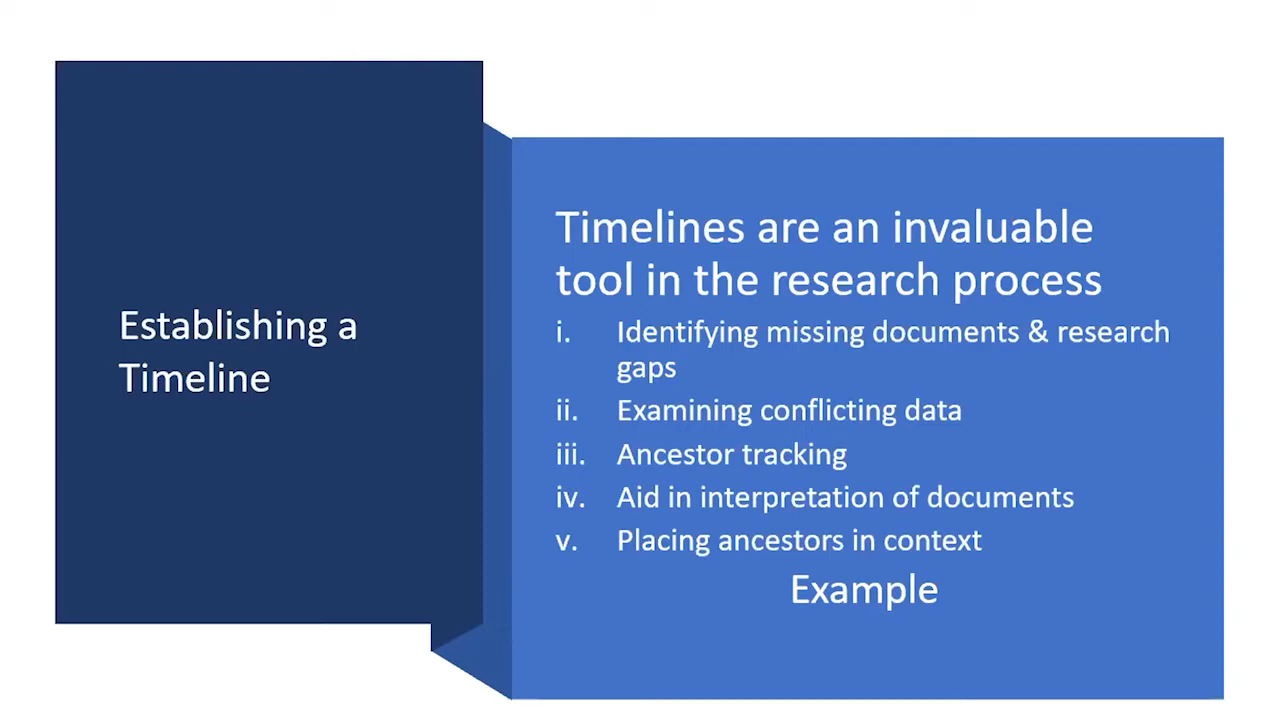 Establishing a
Timeline
Timelines are an invaluable
tool in the research process
i. Identifying missing documents & research
gaps
ii. Examining conflicting data
iii. Ancestor tracking
iv. Aid in interpretation of documents
v. Placing ancestors in context
Example